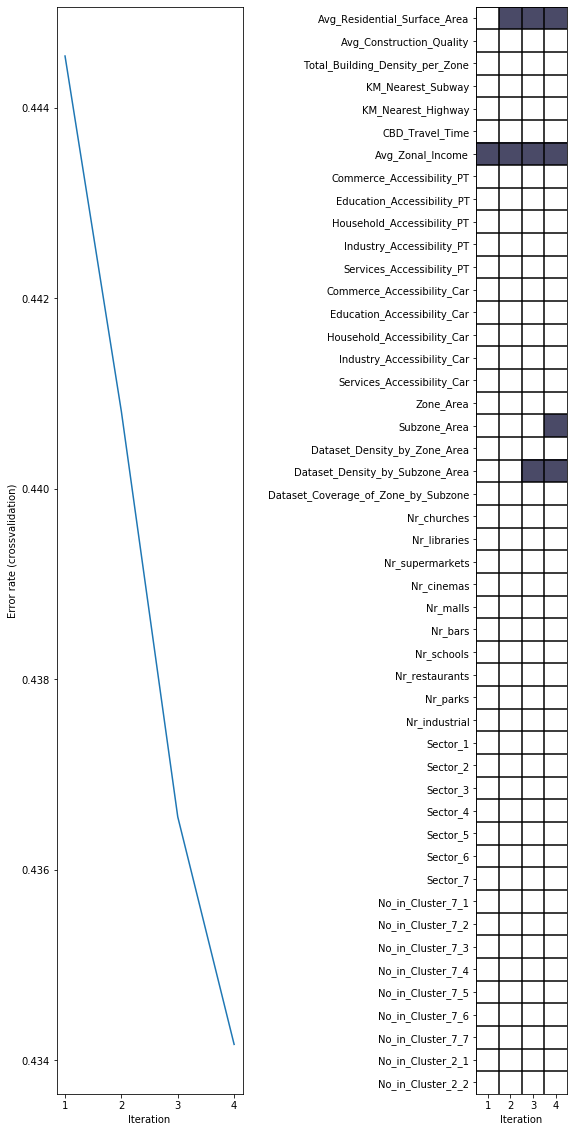 Error rate (crossvalidation)
0.444
0.442
0.440
0.438
0.436
0.434
1 2 3 4
Iteration
Avg_Residential_Surface_Area
Avg_Construction_Quality
Total_Building_Density_per_Zone
KM_Nearest_Subway
KM_Nearest_Highway
CBD_Travel_Time
Avg_Zonal_Income
Commerce_Accessibility_PT
Education_Accessibility_PT
Household_Accessibility_PT
Industry_Accessibility_PT
Services_Accessibility_PT
Commerce_Accessibility_Car
Education_Accessibility_Car
Household_Accessibility_Car
Industry_Accessibility_Car
Services_Accessibility_Car
Zone_Area
Subzone_Area
Dataset_Density_by_Zone_Area
Dataset_Density_by_Subzone_Area
Dataset_Coverage_of_Zone_by_Subzone
Nr_churches
Nr_libraries
Nr_supermarkets
Nr_cinemas
Nr_malls
Nr_bars
Nr_schools
Nr_restaurants
Nr_parks
Nr_industrial
Sector_1
Sector_2
Sector_3
Sector_4
Sector_5
Sector_6
Sector_7
No_in_Cluster_7_1
No_in_Cluster_7_2
No_in_Cluster_7_3
No_in_Cluster_7_4
No_in_Cluster_7_5
No_in_Cluster_7_6
No_in_Cluster_7_7
No_in_Cluster_2_1
No_in_Cluster_2_2
1 2 3 4
Iteration